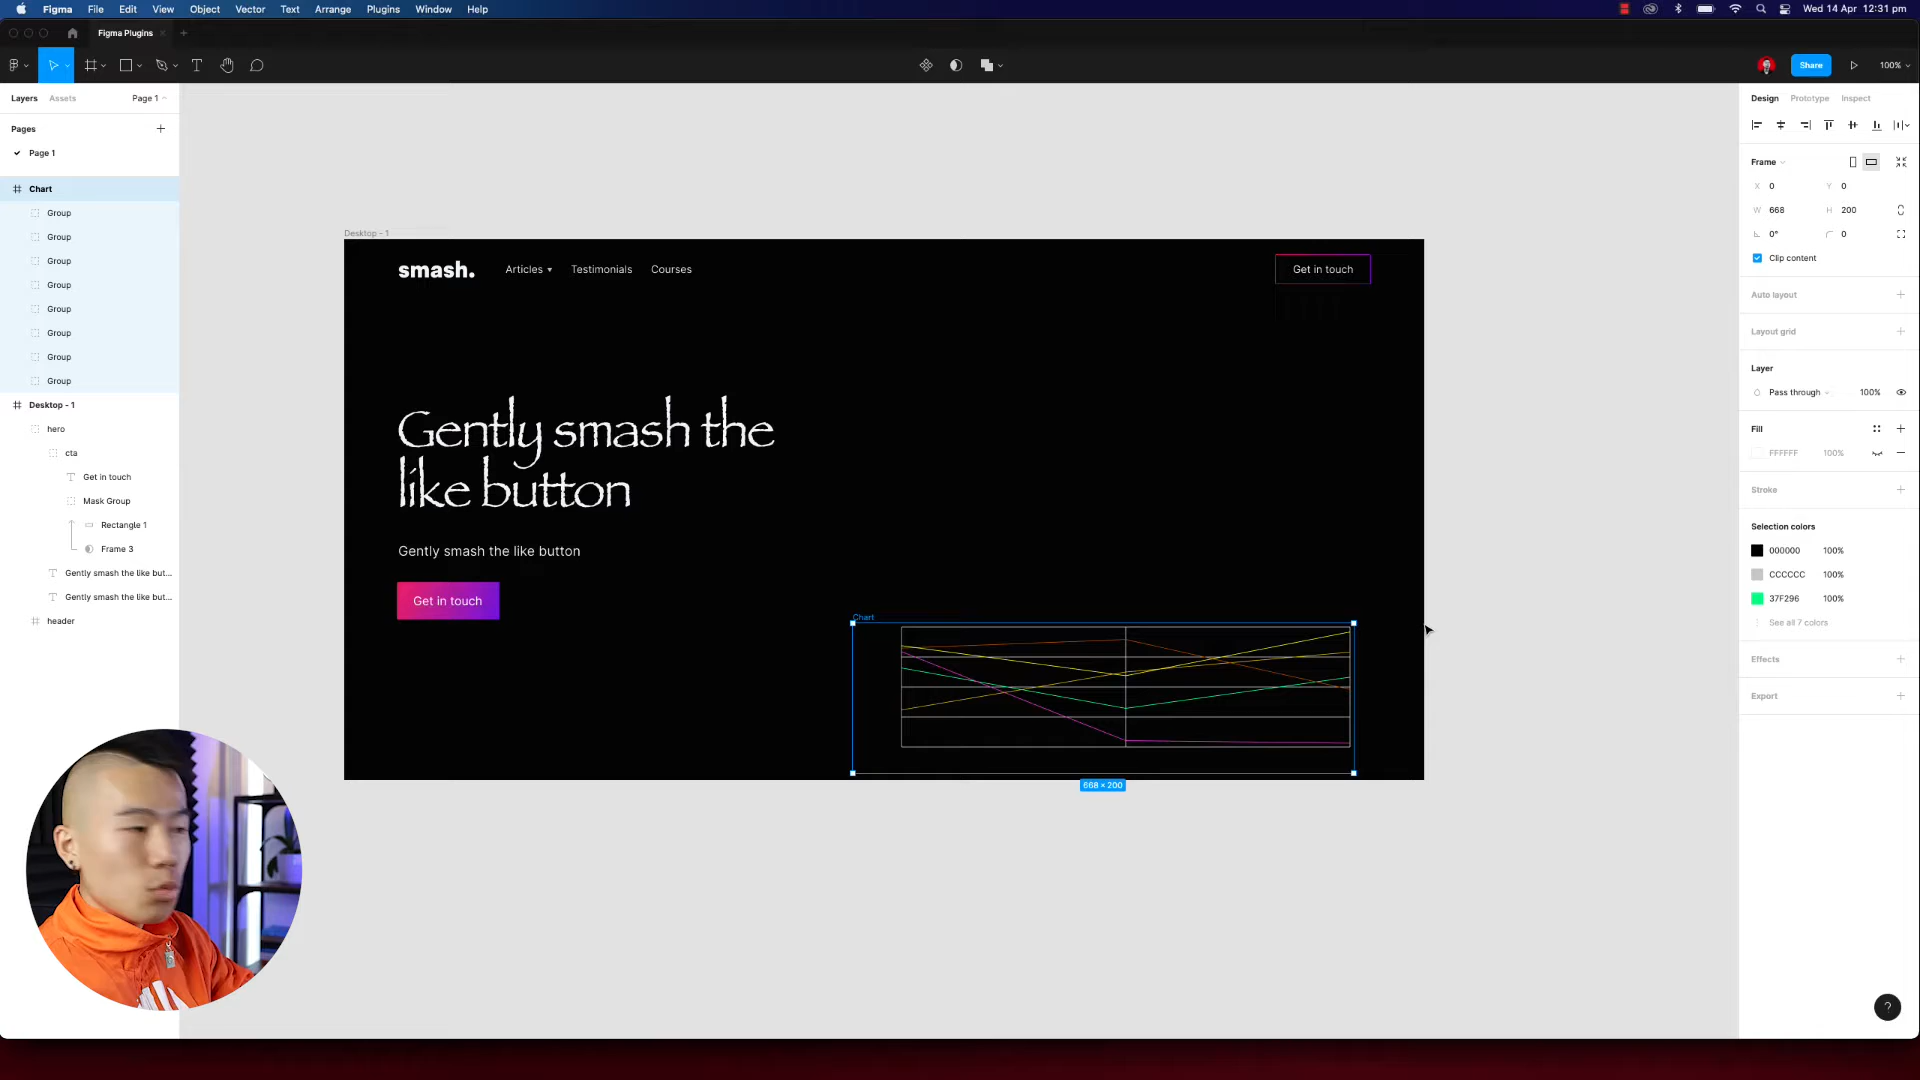 Figma File Edit View Object Vector Text Arrange Plugins Window Help
Wed 14 Apr 12:31 pm
Figma Plugins
Share
100%
Layers Assets Page 1
Pages
Page 1
Chart
Group
Group
Group
Group
Group
Group
Group
Group
Desktop - 1
hero
cta
Get in touch
Mask Group
Rectangle 1
Frame 3
Gently smash the like but...
Gently smash the like but...
header
Desktop - 1
smash.
Articles ▾ Testimonials Courses
Get in touch
Gently smash the
like button
Gently smash the like button
Get in touch
Chart
668 × 200
Design Prototype Inspect
Frame
X 0 Y 0
W 668 H 200
0° 0
Clip content
Auto layout
Layout grid
Layer
Pass through 100%
Fill
FFFFFF 100%
Stroke
Selection colors
000000 100%
CCCCCC 100%
37F296 100%
See all 7 colors
Effects
Export
?